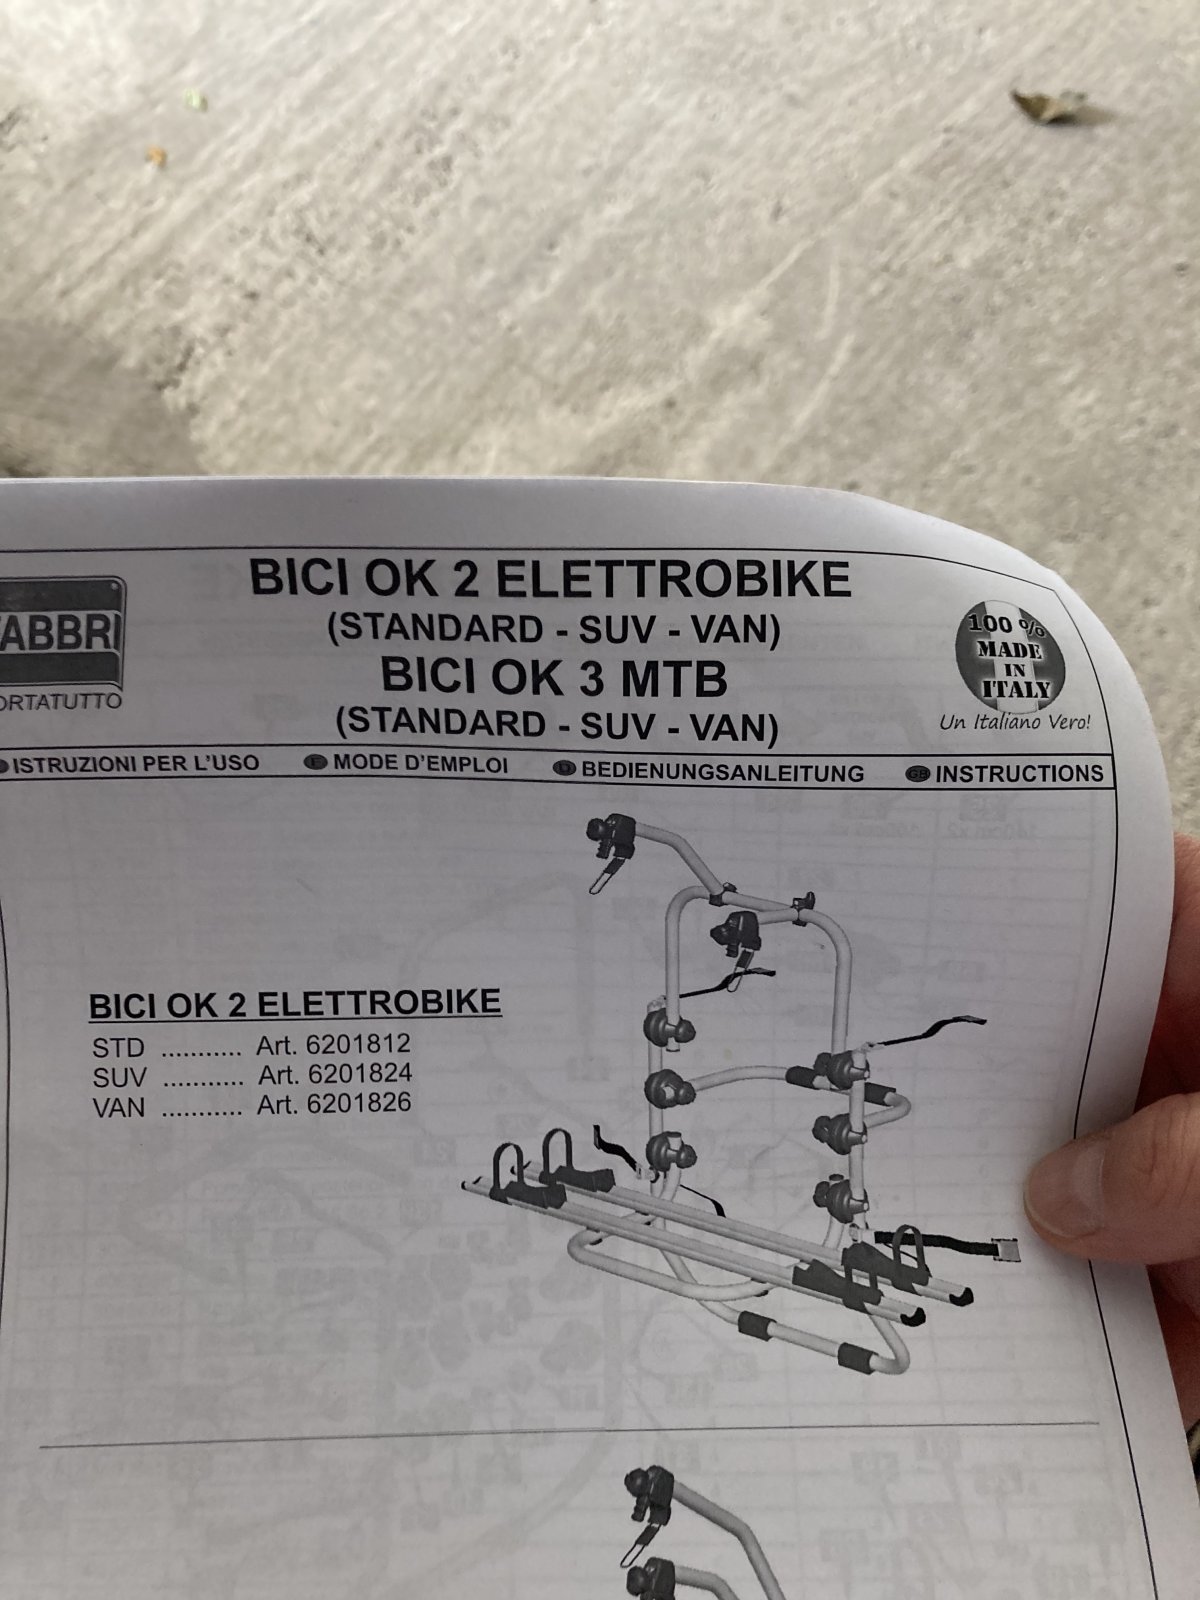 BICI OK 2 ELETTROBIKE
(STANDARD - SUV - VAN)
BICI OK 3 MTB
(STANDARD - SUV - VAN)
ABBRI
ORTATUTTO
100 %
MADE
IN
ITALY
Un Italiano Vero!
ISTRUZIONI PER L'USO F MODE D'EMPLOI D BEDIENUNGSANLEITUNG GB INSTRUCTIONS
BICI OK 2 ELETTROBIKE
STD ........... Art. 6201812
SUV ........... Art. 6201824
VAN ........... Art. 6201826